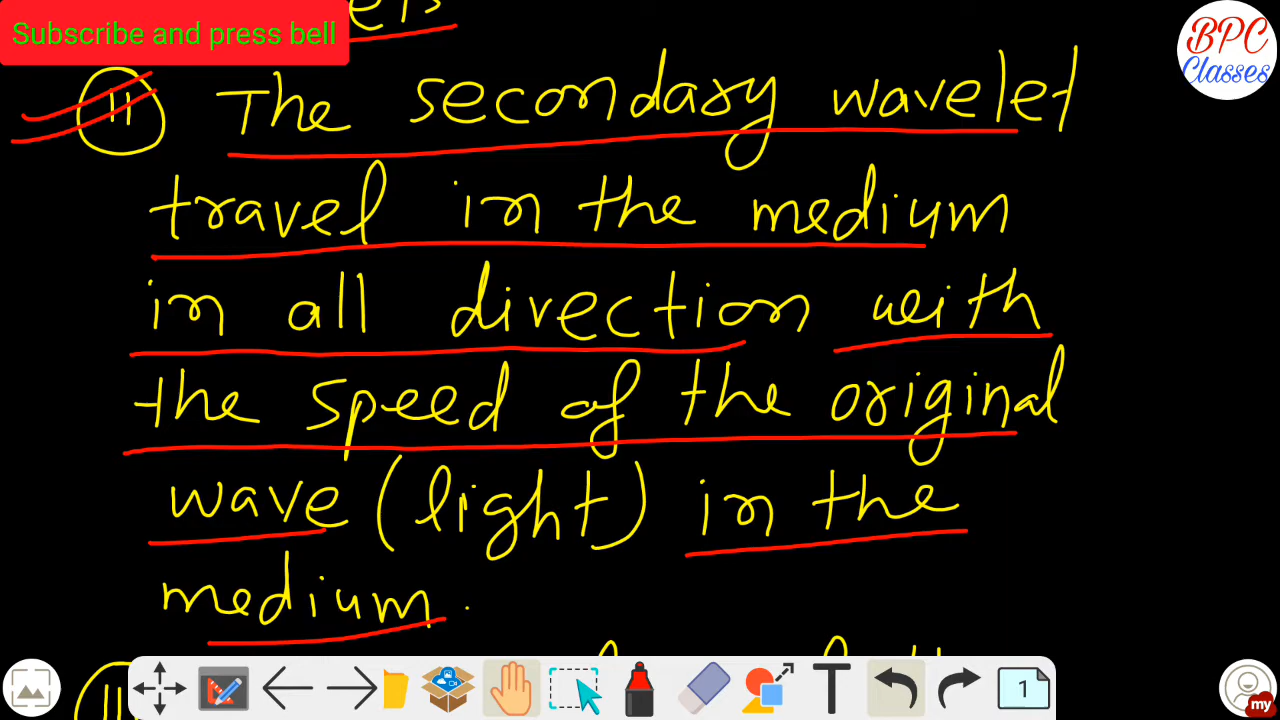 Subscribe and press bell
BPC
Classes
II The secondary wavelet
travel in the medium
in all direction with
the speed of the original
wave (light) in the
medium.
1
my